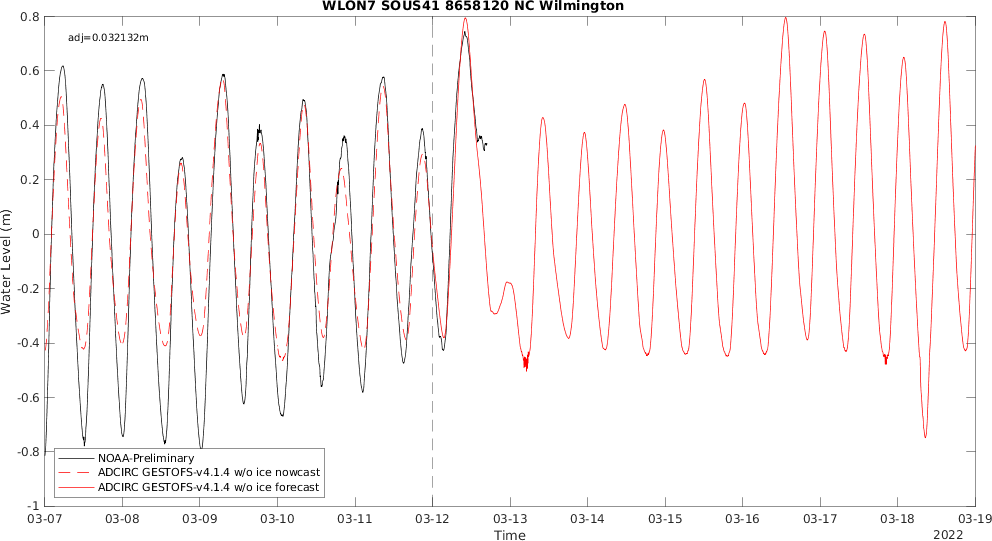 WLON7 SOUS41 8658120 NC Wilmington
adj=0.032132m
Water Level (m)
0.8
0.6
0.4
0.2
0
-0.2
-0.4
-0.6
-0.8
-1
NOAA-Preliminary
ADCIRC GESTOFS-v4.1.4 w/o ice nowcast
ADCIRC GESTOFS-v4.1.4 w/o ice forecast
03-07 03-08 03-09 03-10 03-11 03-12 03-13 03-14 03-15 03-16 03-17 03-18 03-19
Time
2022